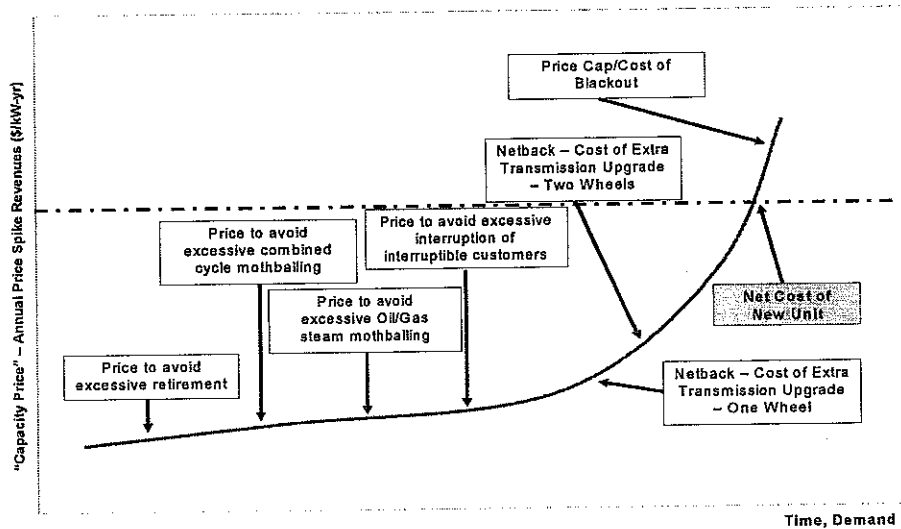 "Capacity Price" – Annual Price Spike Revenues ($/kW-yr)
Price Cap/Cost of
Blackout
Netback – Cost of Extra
Transmission Upgrade
– Two Wheels
Price to avoid excessive
interruption of
interruptible customers
Price to avoid
excessive combined
cycle mothballing
Price to avoid
excessive Oil/Gas
steam mothballing
Net Cost of
New Unit
Price to avoid
excessive retirement
Netback – Cost of Extra
Transmission Upgrade
– One Wheel
Time, Demand